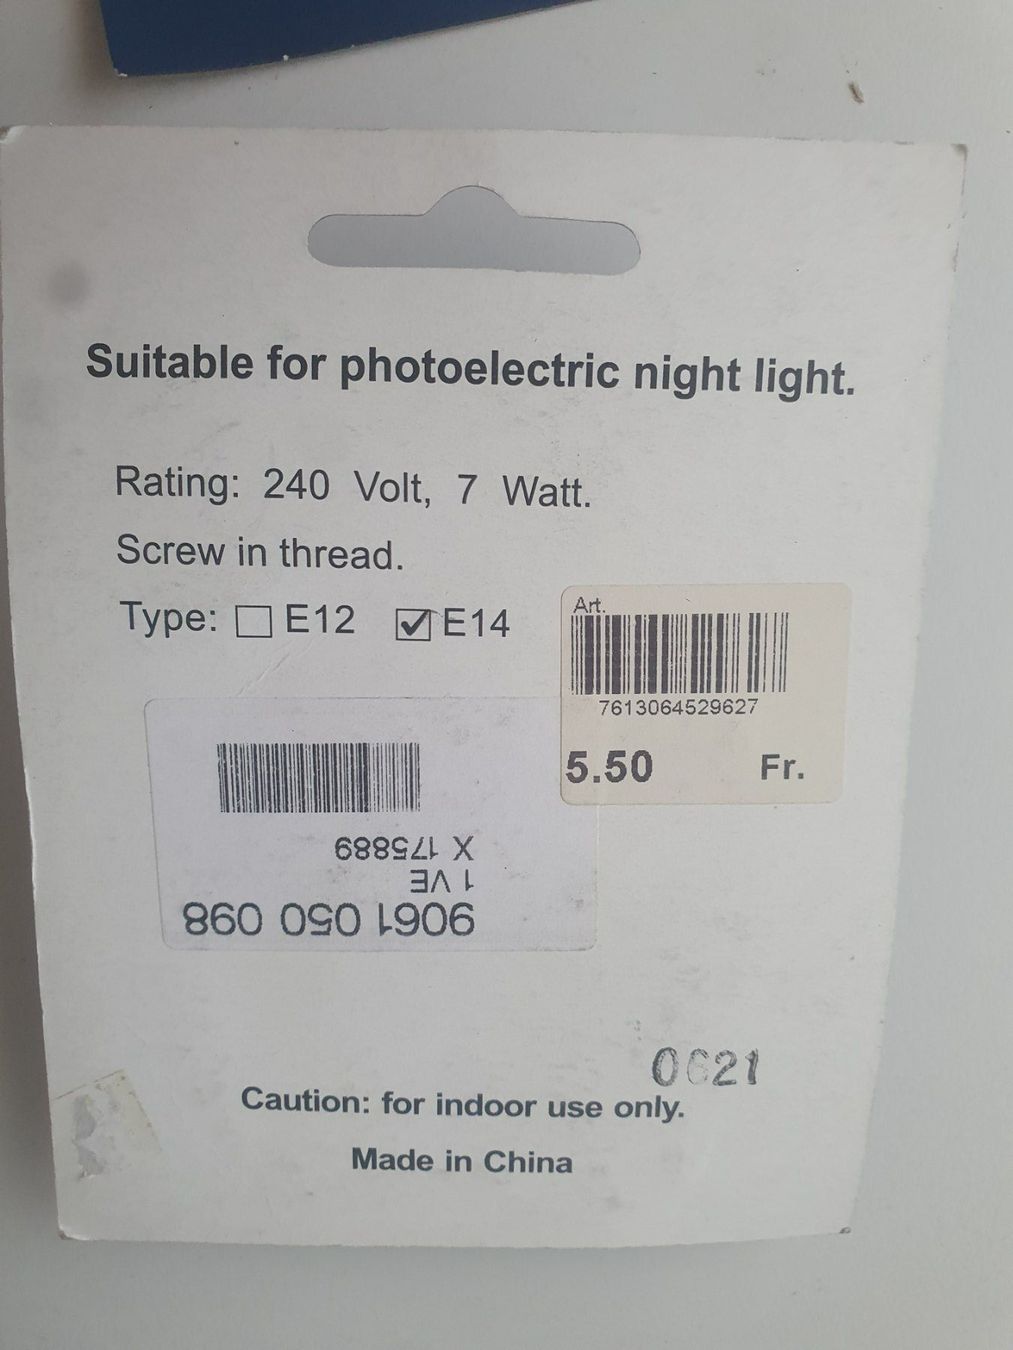 Suitable for photoelectric night light.
Rating: 240 Volt, 7 Watt.
Screw in thread.
Type: ☐ E12 ☑ E14
Art.
7613064529627
5.50 Fr.
9061 050 098
1 VE
X 175889
0621
Caution: for indoor use only.
Made in China